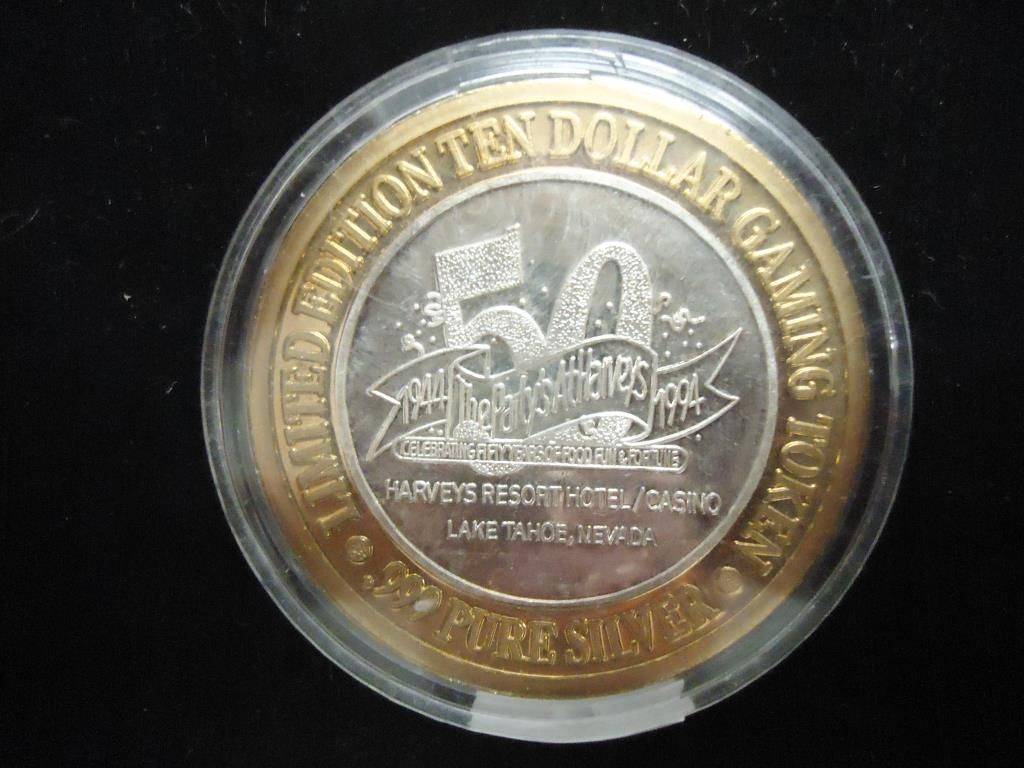 LIMITED EDITION TEN DOLLAR GAMING TOKEN
50
1944 The Party's At Harveys 1994
CELEBRATING FIFTY YEARS OF FOOD FUN & FORTUNE
HARVEYS RESORT HOTEL/CASINO
LAKE TAHOE, NEVADA
.999 PURE SILVER